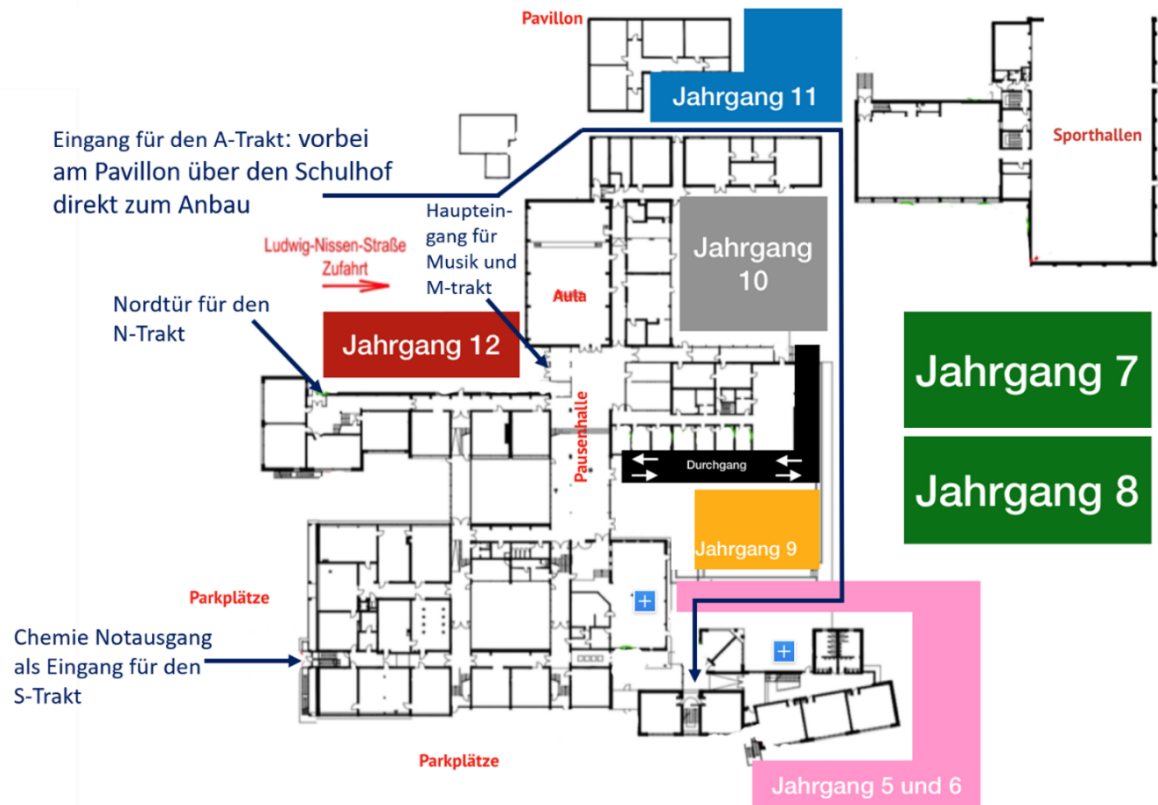 Pavillon
Jahrgang 11
Eingang für den A-Trakt: vorbei
am Pavillon über den Schulhof
direkt zum Anbau
Sporthallen
Hauptein-
gang für
Musik und
M-trakt
Ludwig-Nissen-Straße
Zufahrt
Jahrgang
10
Aula
Nordtür für den
N-Trakt
Jahrgang 12
Jahrgang 7
Pausenhalle
Durchgang
Jahrgang 8
Jahrgang 9
Parkplätze
Chemie Notausgang
als Eingang für den
S-Trakt
Parkplätze
Jahrgang 5 und 6